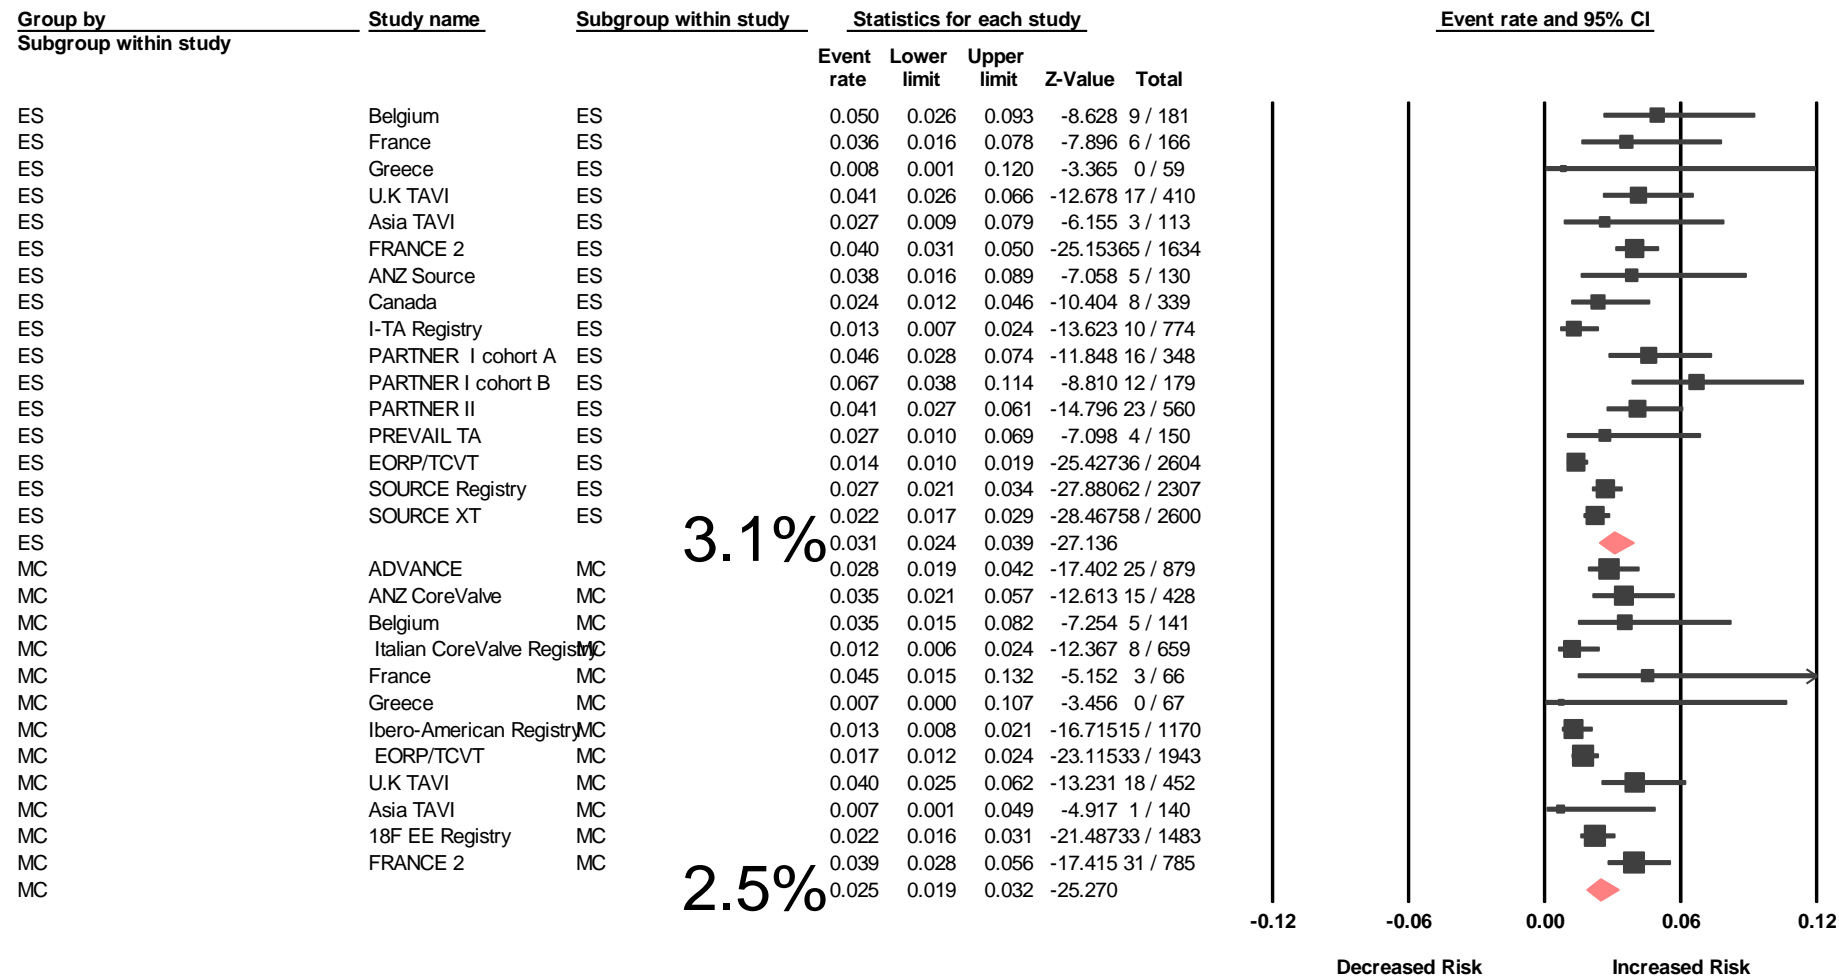 Group by Study name Subgroup within study Statistics for each study Event rate and 95% CI
Subgroup within study
Event Lower Upper
rate limit limit Z-Value Total
ES Belgium ES 0.050 0.026 0.093 -8.628 9 / 181
ES France ES 0.036 0.016 0.078 -7.896 6 / 166
ES Greece ES 0.008 0.001 0.120 -3.365 0 / 59
ES U.K TAVI ES 0.041 0.026 0.066 -12.678 17 / 410
ES Asia TAVI ES 0.027 0.009 0.079 -6.155 3 / 113
ES FRANCE 2 ES 0.040 0.031 0.050 -25.153 65 / 1634
ES ANZ Source ES 0.038 0.016 0.089 -7.058 5 / 130
ES Canada ES 0.024 0.012 0.046 -10.404 8 / 339
ES I-TA Registry ES 0.013 0.007 0.024 -13.623 10 / 774
ES PARTNER I cohort A ES 0.046 0.028 0.074 -11.848 16 / 348
ES PARTNER I cohort B ES 0.067 0.038 0.114 -8.810 12 / 179
ES PARTNER II ES 0.041 0.027 0.061 -14.796 23 / 560
ES PREVAIL TA ES 0.027 0.010 0.069 -7.098 4 / 150
ES EORP/TCVT ES 0.014 0.010 0.019 -25.427 36 / 2604
ES SOURCE Registry ES 0.027 0.021 0.034 -27.880 62 / 2307
ES SOURCE XT ES 0.022 0.017 0.029 -28.467 58 / 2600
ES 3.1% 0.031 0.024 0.039 -27.136
MC ADVANCE MC 0.028 0.019 0.042 -17.402 25 / 879
MC ANZ CoreValve MC 0.035 0.021 0.057 -12.613 15 / 428
MC Belgium MC 0.035 0.015 0.082 -7.254 5 / 141
MC Italian CoreValve Registry MC 0.012 0.006 0.024 -12.367 8 / 659
MC France MC 0.045 0.015 0.132 -5.152 3 / 66
MC Greece MC 0.007 0.000 0.107 -3.456 0 / 67
MC Ibero-American Registry MC 0.013 0.008 0.021 -16.715 15 / 1170
MC EORP/TCVT MC 0.017 0.012 0.024 -23.115 33 / 1943
MC U.K TAVI MC 0.040 0.025 0.062 -13.231 18 / 452
MC Asia TAVI MC 0.007 0.001 0.049 -4.917 1 / 140
MC 18F EE Registry MC 0.022 0.016 0.031 -21.487 33 / 1483
MC FRANCE 2 MC 0.039 0.028 0.056 -17.415 31 / 785
MC 2.5% 0.025 0.019 0.032 -25.270
-0.12 -0.06 0.00 0.06 0.12
Decreased Risk Increased Risk